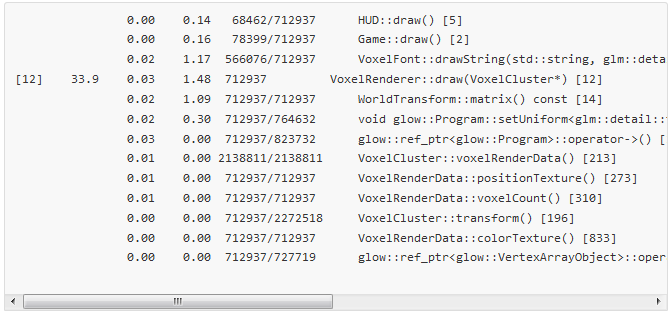 0.00 0.14 68462/712937 HUD::draw() [5]
0.00 0.16 78399/712937 Game::draw() [2]
0.02 1.17 566076/712937 VoxelFont::drawString(std::string, glm::deta
[12] 33.9 0.03 1.48 712937 VoxelRenderer::draw(VoxelCluster*) [12]
0.02 1.09 712937/712937 WorldTransform::matrix() const [14]
0.02 0.30 712937/764632 void glow::Program::setUniform<glm::detail::
0.03 0.00 712937/823732 glow::ref_ptr<glow::Program>::operator->() [
0.01 0.00 2138811/2138811 VoxelCluster::voxelRenderData() [213]
0.01 0.00 712937/712937 VoxelRenderData::positionTexture() [273]
0.01 0.00 712937/712937 VoxelRenderData::voxelCount() [310]
0.00 0.00 712937/2272518 VoxelCluster::transform() [196]
0.00 0.00 712937/712937 VoxelRenderData::colorTexture() [833]
0.00 0.00 712937/727719 glow::ref_ptr<glow::VertexArrayObject>::oper